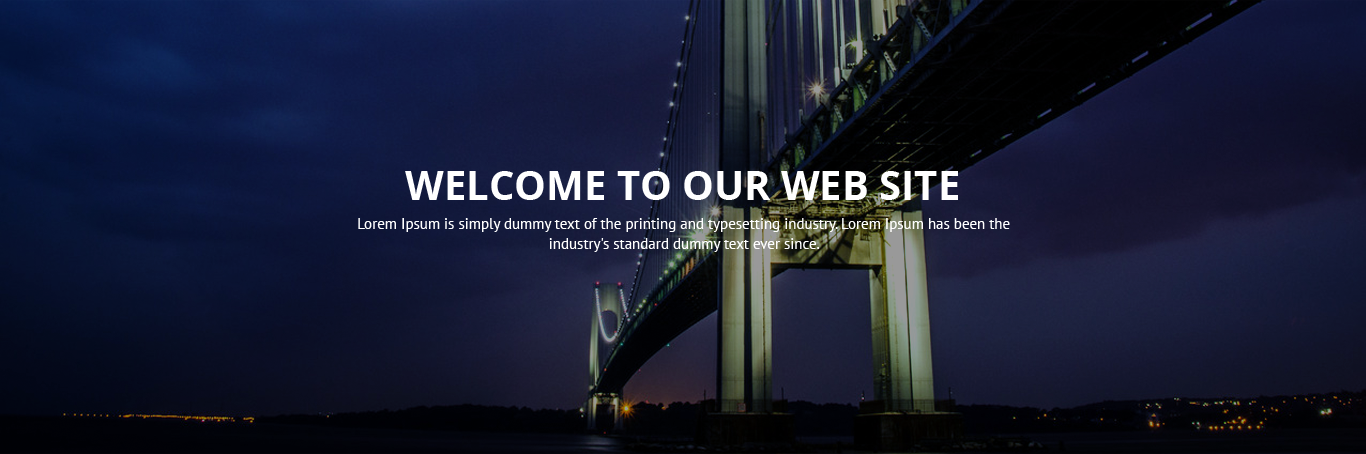 WELCOME TO OUR WEB SITE
Lorem Ipsum is simply dummy text of the printing and typesetting industry. Lorem Ipsum has been the
industry's standard dummy text ever since.